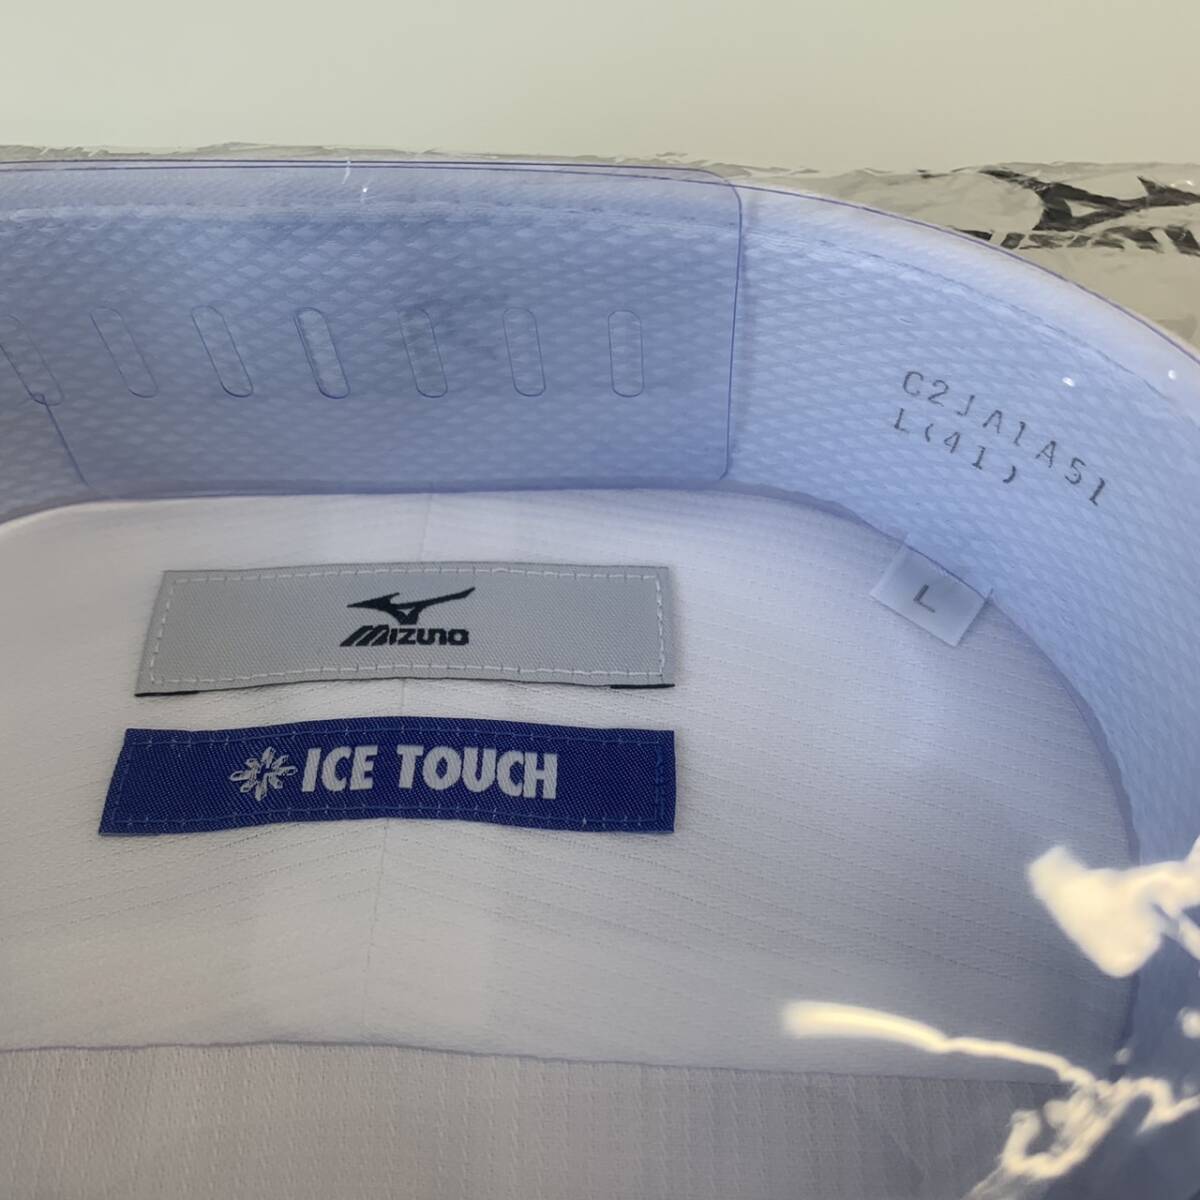 C2JA1A51
L(41)
L
MIZUNO
ICE TOUCH